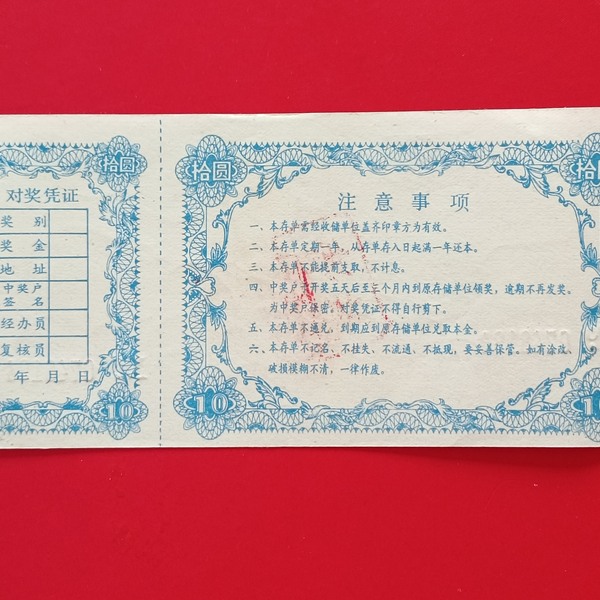 拾圆
对奖凭证
奖 别
奖 金
地 址
中奖户
签 名
经办员
复核员
年 月 日
10
拾圆
拾圆
注意事项
一、本存单需经收储单位盖齐印章方为有效。
二、本存单定期一年，从存单存入日起满一年还本。
三、本存单不能提前支取，不计息。
四、中奖户于开奖五天后至三个月内到原存储单位领奖，逾期不再发奖。
为中奖户保密。对奖凭证不得自行剪下。
五、本存单不通兑，到期应到原存储单位兑取本金。
六、本存单不记名、不挂失、不流通、不抵现，要妥善保管。如有涂改、
破损模糊不清，一律作废。
10
10